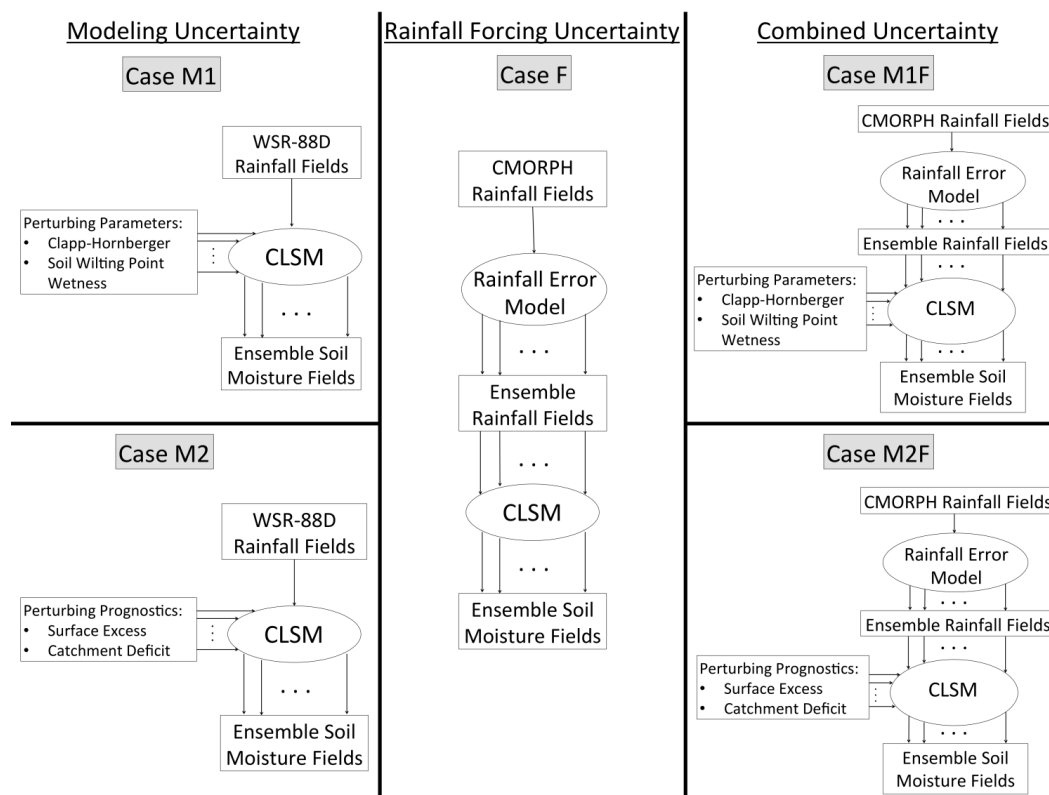 Modeling Uncertainty
Case M1
WSR-88D
Rainfall Fields
Perturbing Parameters:
• Clapp-Hornberger
• Soil Wilting Point
Wetness
CLSM
Ensemble Soil
Moisture Fields
Case M2
WSR-88D
Rainfall Fields
Perturbing Prognostics:
• Surface Excess
• Catchment Deficit
CLSM
Ensemble Soil
Moisture Fields
Rainfall Forcing Uncertainty
Case F
CMORPH
Rainfall Fields
Rainfall Error
Model
Ensemble
Rainfall Fields
CLSM
Ensemble Soil
Moisture Fields
Combined Uncertainty
Case M1F
CMORPH Rainfall Fields
Rainfall Error
Model
Ensemble Rainfall Fields
Perturbing Parameters:
• Clapp-Hornberger
• Soil Wilting Point
Wetness
CLSM
Ensemble Soil
Moisture Fields
Case M2F
CMORPH Rainfall Fields
Rainfall Error
Model
Ensemble Rainfall Fields
Perturbing Prognostics:
• Surface Excess
• Catchment Deficit
CLSM
Ensemble Soil
Moisture Fields